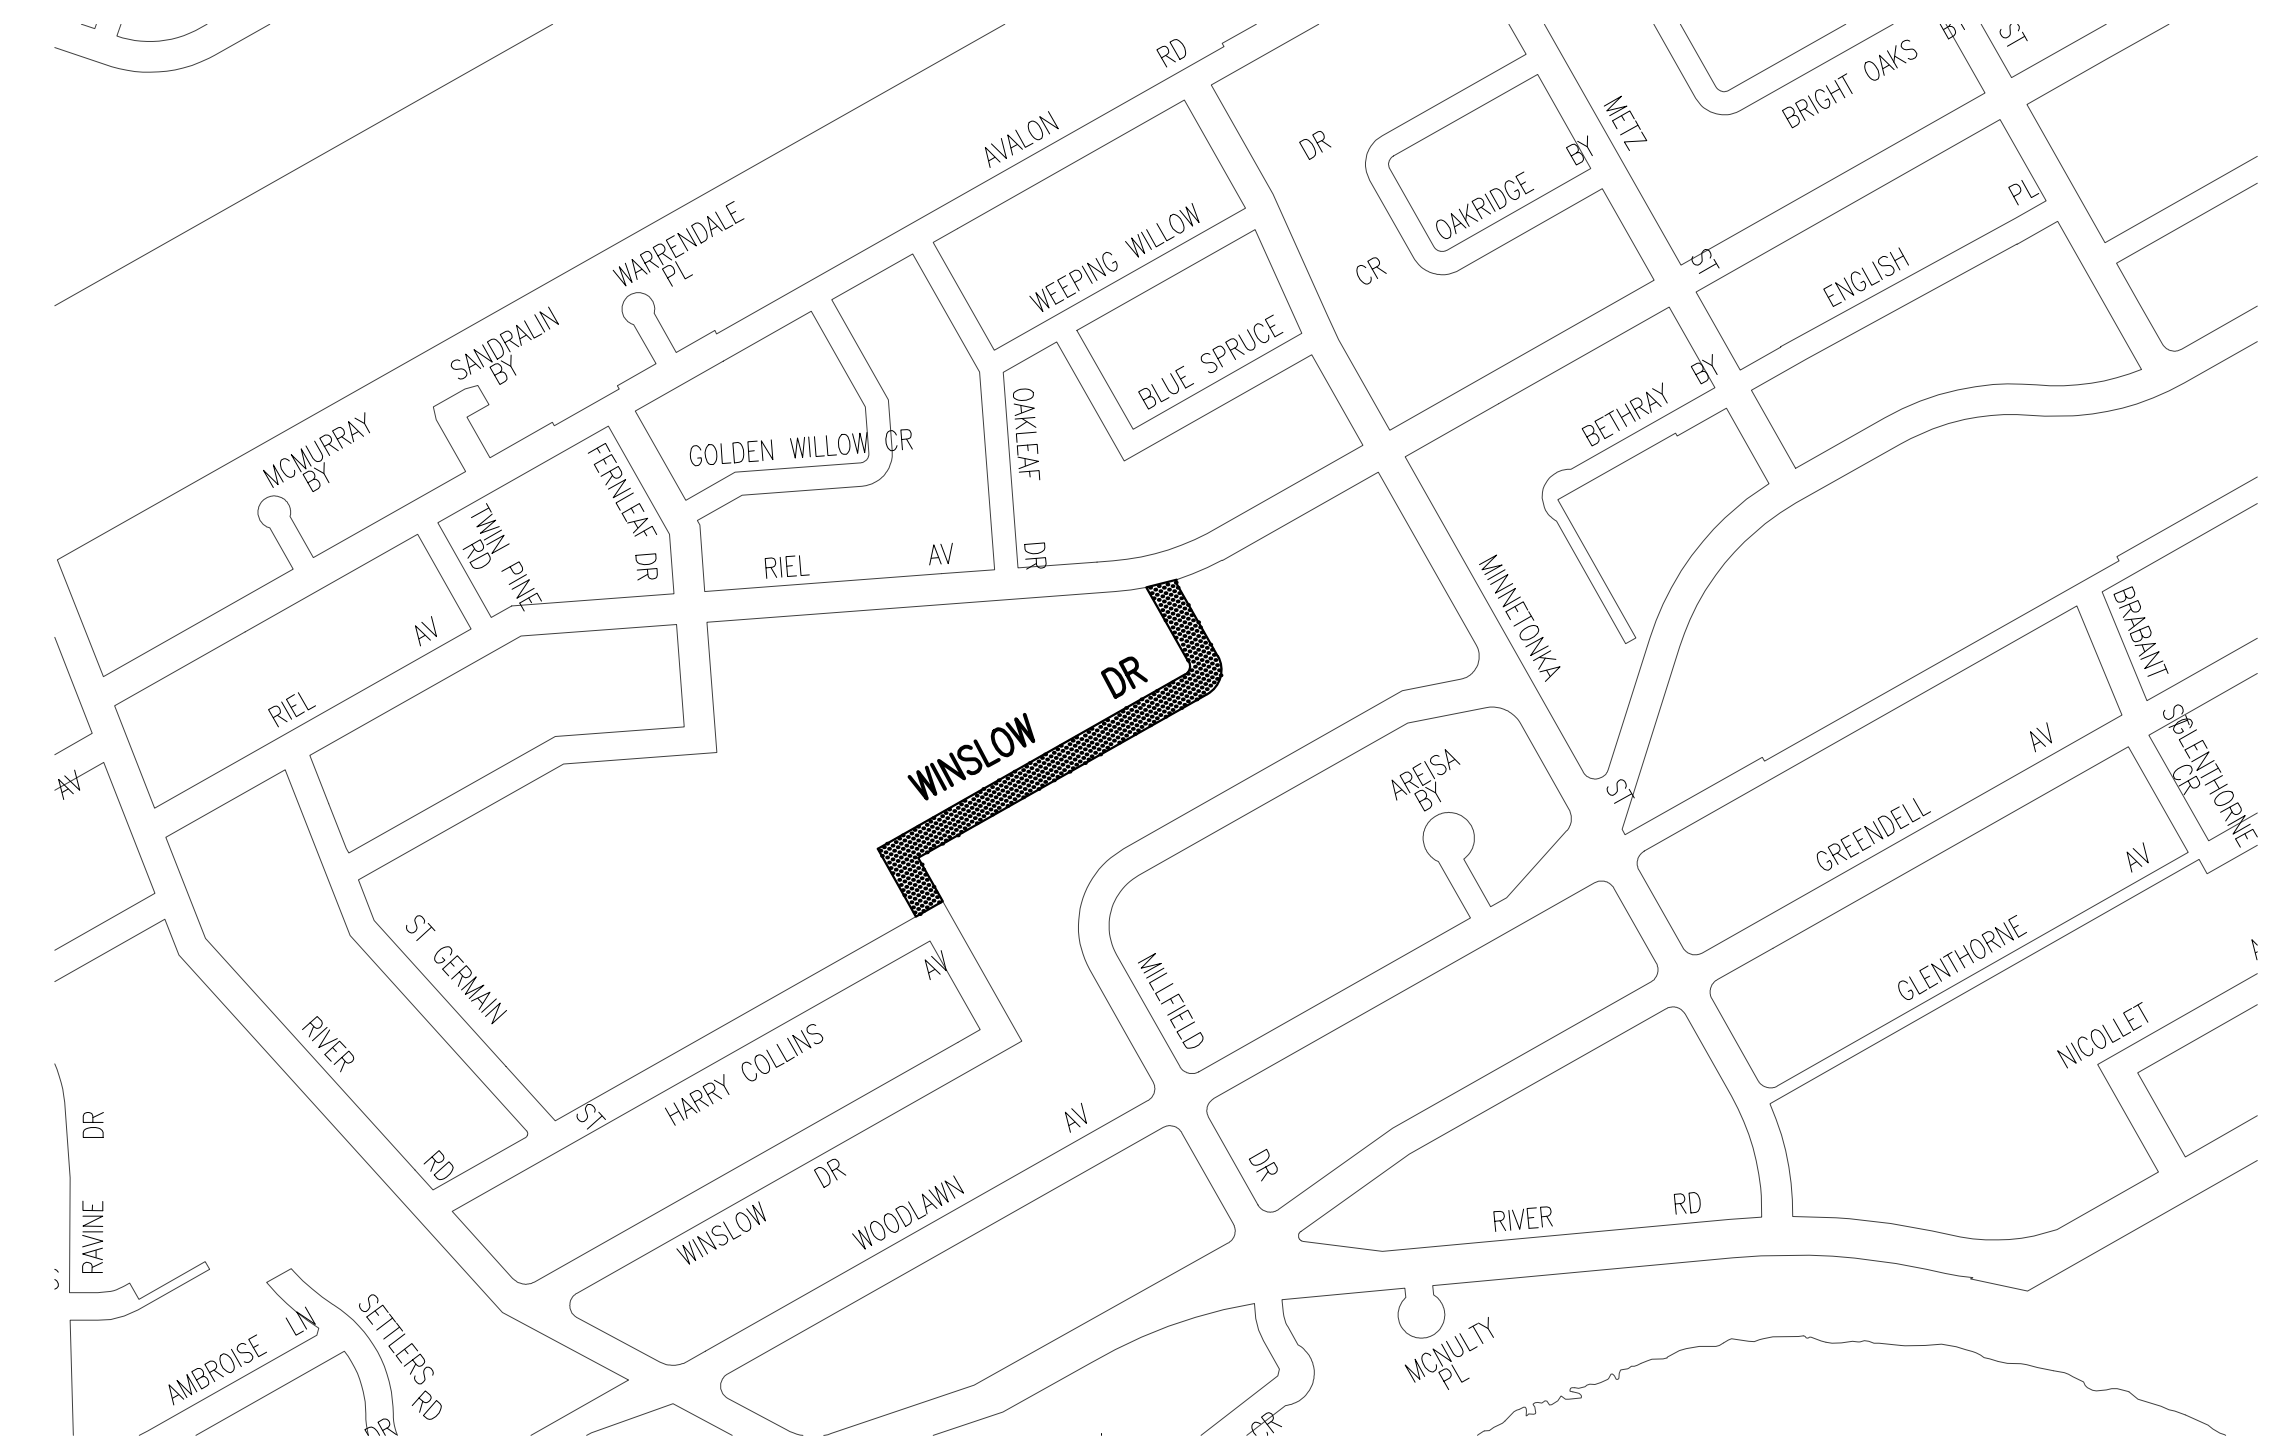 RD
BRIGHT OAKS BY
ST
AVALON
DR
METZ
ST
OAKRIDGE BY
CR
WARRENDALE
PL
WEEPING WILLOW
ENGLISH PL
SANDRALIN
BY
BLUE SPRUCE
BETHRAY BY
MCMURRAY
BY
GOLDEN WILLOW CR
OAKLEAF
DR
FERNLEAF DR
TWIN PINE
RD
RIEL AV
MINNETONKA
ST
BRABANT
ST
RIEL AV
WINSLOW DR
AV
GLENTHORNE
CR
AREISA
BY
GREENDELL AV
GLENTHORNE AV
ST GERMAIN
ST
MILLFIELD
DR
HARRY COLLINS AV
RIVER
RD
NICOLLET
RAVINE DR
WINSLOW DR
WOODLAWN AV
RIVER RD
AMBROISE LN
SETTLERS
RD
DR
MCNULTY
PL
CR